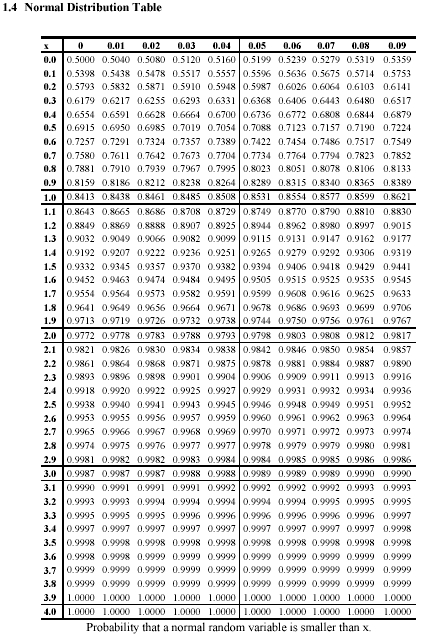 1.4 Normal Distribution Table
x 0 0.01 0.02 0.03 0.04 0.05 0.06 0.07 0.08 0.09
0.0 0.5000 0.5040 0.5080 0.5120 0.5160 0.5199 0.5239 0.5279 0.5319 0.5359
0.1 0.5398 0.5438 0.5478 0.5517 0.5557 0.5596 0.5636 0.5675 0.5714 0.5753
0.2 0.5793 0.5832 0.5871 0.5910 0.5948 0.5987 0.6026 0.6064 0.6103 0.6141
0.3 0.6179 0.6217 0.6255 0.6293 0.6331 0.6368 0.6406 0.6443 0.6480 0.6517
0.4 0.6554 0.6591 0.6628 0.6664 0.6700 0.6736 0.6772 0.6808 0.6844 0.6879
0.5 0.6915 0.6950 0.6985 0.7019 0.7054 0.7088 0.7123 0.7157 0.7190 0.7224
0.6 0.7257 0.7291 0.7324 0.7357 0.7389 0.7422 0.7454 0.7486 0.7517 0.7549
0.7 0.7580 0.7611 0.7642 0.7673 0.7704 0.7734 0.7764 0.7794 0.7823 0.7852
0.8 0.7881 0.7910 0.7939 0.7967 0.7995 0.8023 0.8051 0.8078 0.8106 0.8133
0.9 0.8159 0.8186 0.8212 0.8238 0.8264 0.8289 0.8315 0.8340 0.8365 0.8389
1.0 0.8413 0.8438 0.8461 0.8485 0.8508 0.8531 0.8554 0.8577 0.8599 0.8621
1.1 0.8643 0.8665 0.8686 0.8708 0.8729 0.8749 0.8770 0.8790 0.8810 0.8830
1.2 0.8849 0.8869 0.8888 0.8907 0.8925 0.8944 0.8962 0.8980 0.8997 0.9015
1.3 0.9032 0.9049 0.9066 0.9082 0.9099 0.9115 0.9131 0.9147 0.9162 0.9177
1.4 0.9192 0.9207 0.9222 0.9236 0.9251 0.9265 0.9279 0.9292 0.9306 0.9319
1.5 0.9332 0.9345 0.9357 0.9370 0.9382 0.9394 0.9406 0.9418 0.9429 0.9441
1.6 0.9452 0.9463 0.9474 0.9484 0.9495 0.9505 0.9515 0.9525 0.9535 0.9545
1.7 0.9554 0.9564 0.9573 0.9582 0.9591 0.9599 0.9608 0.9616 0.9625 0.9633
1.8 0.9641 0.9649 0.9656 0.9664 0.9671 0.9678 0.9686 0.9693 0.9699 0.9706
1.9 0.9713 0.9719 0.9726 0.9732 0.9738 0.9744 0.9750 0.9756 0.9761 0.9767
2.0 0.9772 0.9778 0.9783 0.9788 0.9793 0.9798 0.9803 0.9808 0.9812 0.9817
2.1 0.9821 0.9826 0.9830 0.9834 0.9838 0.9842 0.9846 0.9850 0.9854 0.9857
2.2 0.9861 0.9864 0.9868 0.9871 0.9875 0.9878 0.9881 0.9884 0.9887 0.9890
2.3 0.9893 0.9896 0.9898 0.9901 0.9904 0.9906 0.9909 0.9911 0.9913 0.9916
2.4 0.9918 0.9920 0.9922 0.9925 0.9927 0.9929 0.9931 0.9932 0.9934 0.9936
2.5 0.9938 0.9940 0.9941 0.9943 0.9945 0.9946 0.9948 0.9949 0.9951 0.9952
2.6 0.9953 0.9955 0.9956 0.9957 0.9959 0.9960 0.9961 0.9962 0.9963 0.9964
2.7 0.9965 0.9966 0.9967 0.9968 0.9969 0.9970 0.9971 0.9972 0.9973 0.9974
2.8 0.9974 0.9975 0.9976 0.9977 0.9977 0.9978 0.9979 0.9979 0.9980 0.9981
2.9 0.9981 0.9982 0.9982 0.9983 0.9984 0.9984 0.9985 0.9985 0.9986 0.9986
3.0 0.9987 0.9987 0.9987 0.9988 0.9988 0.9989 0.9989 0.9989 0.9990 0.9990
3.1 0.9990 0.9991 0.9991 0.9991 0.9992 0.9992 0.9992 0.9992 0.9993 0.9993
3.2 0.9993 0.9993 0.9994 0.9994 0.9994 0.9994 0.9994 0.9995 0.9995 0.9995
3.3 0.9995 0.9995 0.9995 0.9996 0.9996 0.9996 0.9996 0.9996 0.9996 0.9997
3.4 0.9997 0.9997 0.9997 0.9997 0.9997 0.9997 0.9997 0.9997 0.9997 0.9998
3.5 0.9998 0.9998 0.9998 0.9998 0.9998 0.9998 0.9998 0.9998 0.9998 0.9998
3.6 0.9998 0.9998 0.9999 0.9999 0.9999 0.9999 0.9999 0.9999 0.9999 0.9999
3.7 0.9999 0.9999 0.9999 0.9999 0.9999 0.9999 0.9999 0.9999 0.9999 0.9999
3.8 0.9999 0.9999 0.9999 0.9999 0.9999 0.9999 0.9999 0.9999 0.9999 0.9999
3.9 1.0000 1.0000 1.0000 1.0000 1.0000 1.0000 1.0000 1.0000 1.0000 1.0000
4.0 1.0000 1.0000 1.0000 1.0000 1.0000 1.0000 1.0000 1.0000 1.0000 1.0000
Probability that a normal random variable is smaller than x.